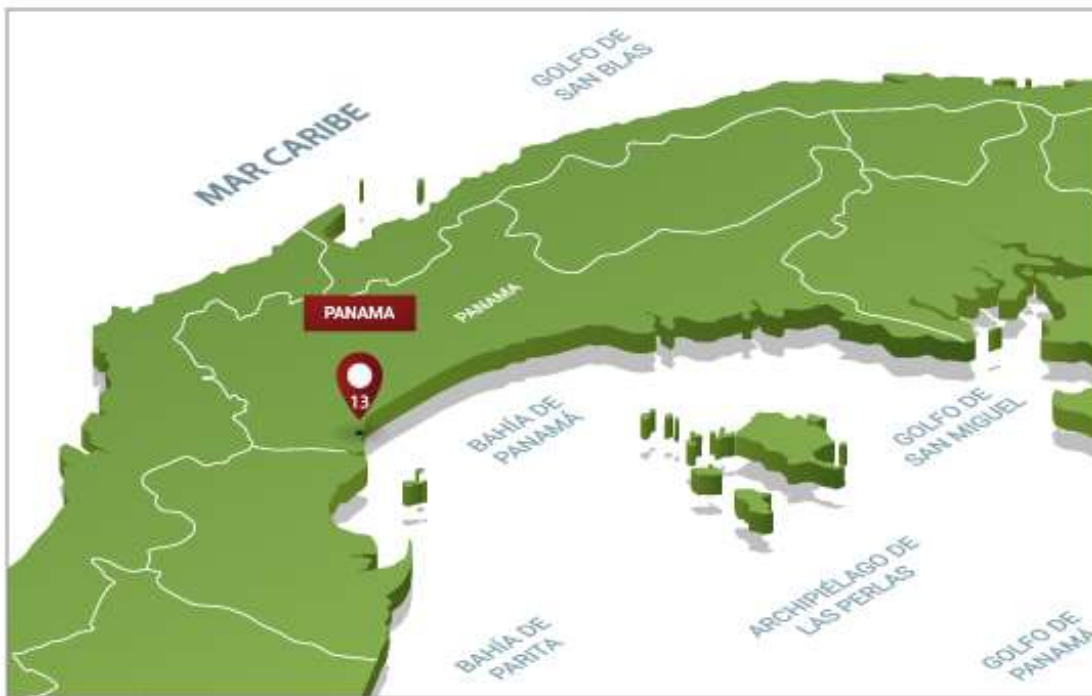 GOLFO DE
SAN BLAS
MAR CARIBE
PANAMA
PANAMA
13
BAHÍA DE
PANAMÁ
GOLFO DE
SAN MIGUEL
ARCHIPIÉLAGO DE
LAS PERLAS
BAHÍA DE
PARITA
GOLFO DE
PANAMÁ